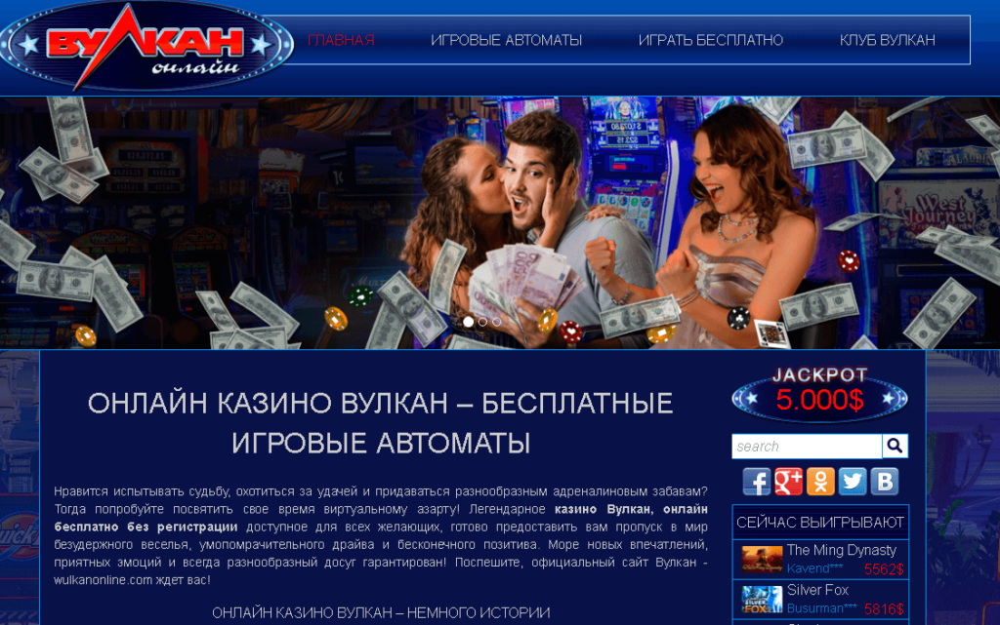 ВУЛКАН
онлайн
ГЛАВНАЯ
ИГРОВЫЕ АВТОМАТЫ
ИГРАТЬ БЕСПЛАТНО
КЛУБ ВУЛКАН
West
Journey
ОНЛАЙН КАЗИНО ВУЛКАН – БЕСПЛАТНЫЕ
ИГРОВЫЕ АВТОМАТЫ
Нравится испытывать судьбу, охотиться за удачей и придаваться разнообразным адреналиновым забавам?
Тогда попробуйте посвятить свое время виртуальному азарту! Легендарное казино Вулкан, онлайн
бесплатно без регистрации доступное для всех желающих, готово предоставить вам пропуск в мир
безудержного веселья, умопомрачительного драйва и бесконечного позитива. Море новых впечатлений,
приятных эмоций и всегда разнообразный досуг гарантирован! Поспешите, официальный сайт Вулкан -
wulkanonline.com ждет вас!
ОНЛАЙН КАЗИНО ВУЛКАН – НЕМНОГО ИСТОРИИ
JACKPOT
5.000$
search
СЕЙЧАС ВЫИГРЫВАЮТ
The Ming Dynasty
Kavend*** 5562$
Silver Fox
Busurman*** 5816$